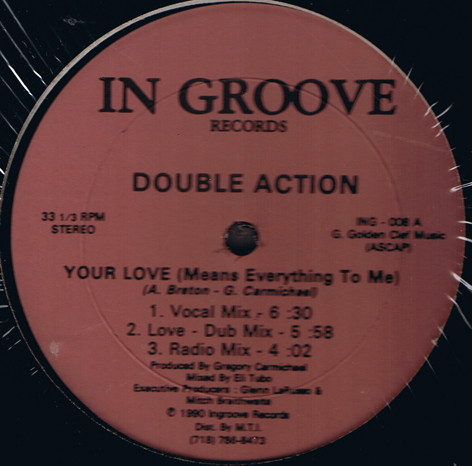 IN GROOVE
RECORDS
DOUBLE ACTION
33 1/3 RPM
STEREO
ING - 008 A
G. Golden Clef Music
(ASCAP)
YOUR LOVE (Means Everything To Me)
(A. Breton - G. Carmichael)
1. Vocal Mix - 6 :30
2. Love - Dub Mix - 5 :58
3. Radio Mix - 4 :02
Produced By Gregory Carmichael
Mixed By Eli Tubo
Executive Producers : Glenn LaRusso &
Mitch Braithwaite
© 1990 Ingroove Records
Dist. By M.T.I.
(718) 786-8473